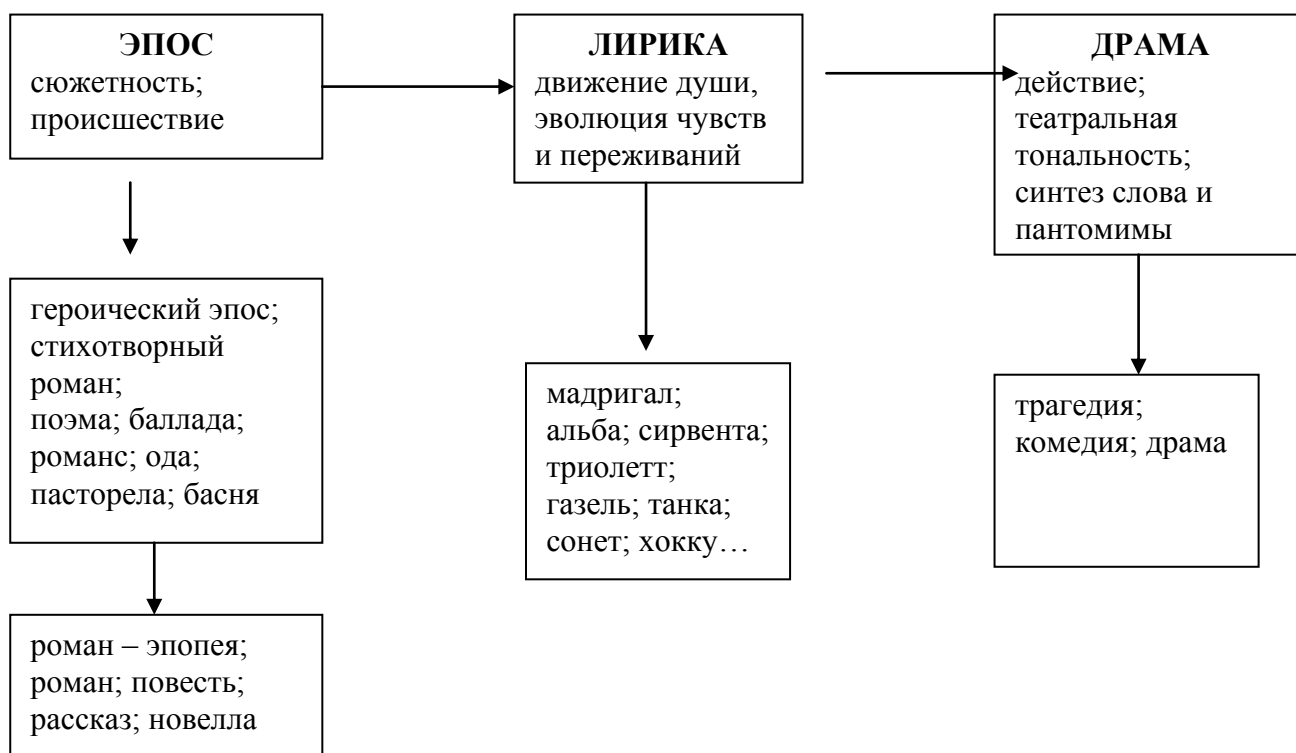 ЭПОС
сюжетность;
происшествие
ЛИРИКА
движение души,
эволюция чувств
и переживаний
ДРАМА
действие;
театральная
тональность;
синтез слова и
пантомимы
героический эпос;
стихотворный
роман;
поэма; баллада;
романс; ода;
пасторела; басня
мадригал;
альба; сирвента;
триолетт;
газель; танка;
сонет; хокку…
трагедия;
комедия; драма
роман – эпопея;
роман; повесть;
рассказ; новелла